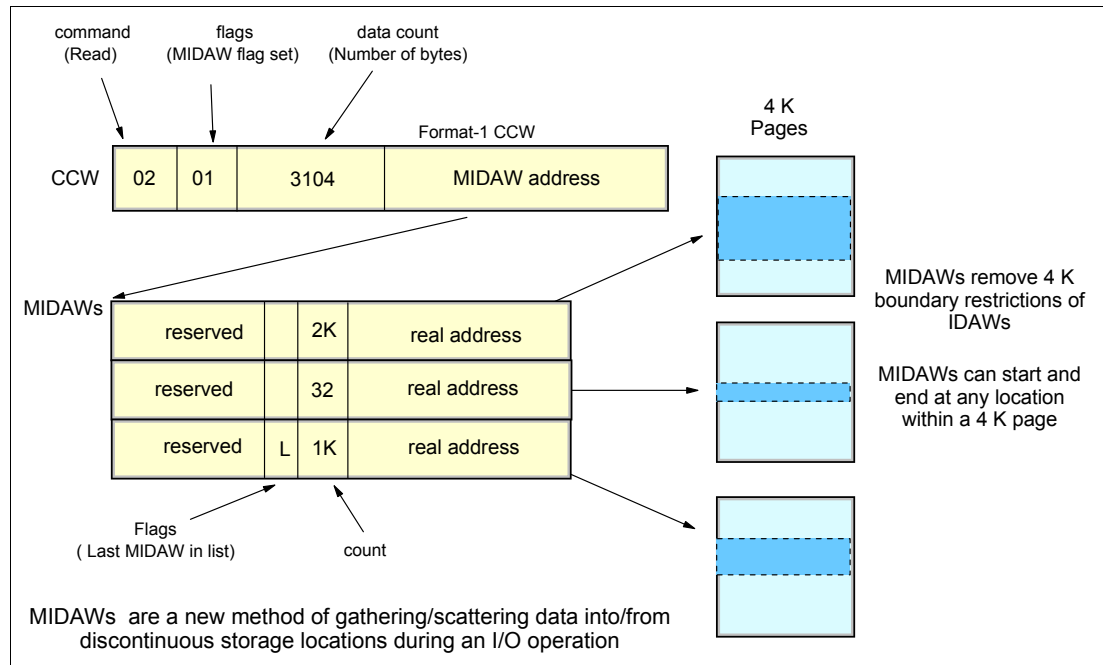 command
(Read)
flags
(MIDAW flag set)
data count
(Number of bytes)
Format-1 CCW
CCW
02
01
3104
MIDAW address
4 K
Pages
MIDAWs
reserved
2K
real address
reserved
32
real address
reserved
L
1K
real address
MIDAWs remove 4 K
boundary restrictions of
IDAWs
MIDAWs can start and
end at any location
within a 4 K page
Flags
( Last MIDAW in list)
count
MIDAWs are a new method of gathering/scattering data into/from
discontinuous storage locations during an I/O operation